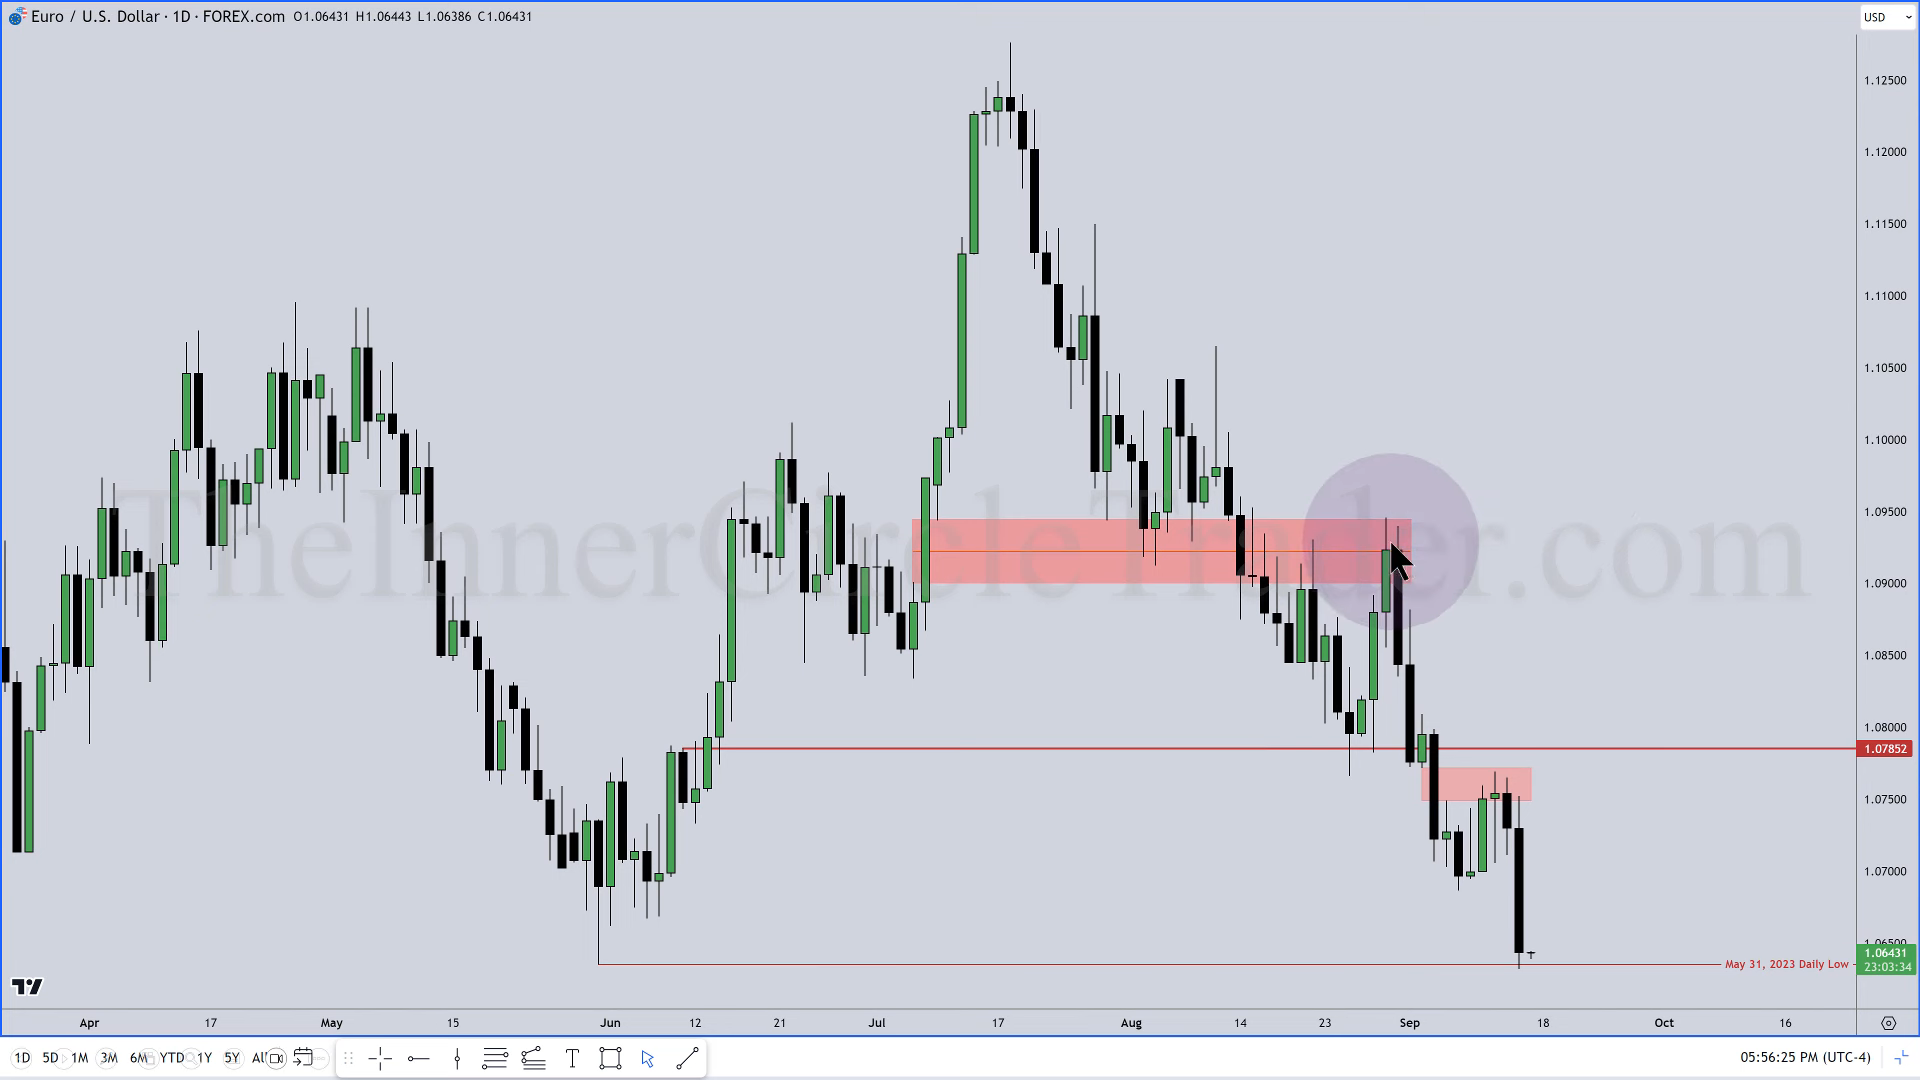 Euro / U.S. Dollar · 1D · FOREX.com O1.06431 H1.06443 L1.06386 C1.06431
USD
1.12500
1.12000
1.11500
1.11000
1.10500
1.10000
1.09500
TheInnerCircleTrader.com
1.09000
1.08500
1.08000
1.07852
1.07500
1.07000
1.06500
1.06431
May 31, 2023 Daily Low
23:03:34
Apr 17 May 15 Jun 12 21 Jul 17 Aug 14 23 Sep 18 Oct 16
1D 5D 1M 3M 6M YTD 1Y 5Y All T 05:56:25 PM (UTC-4)